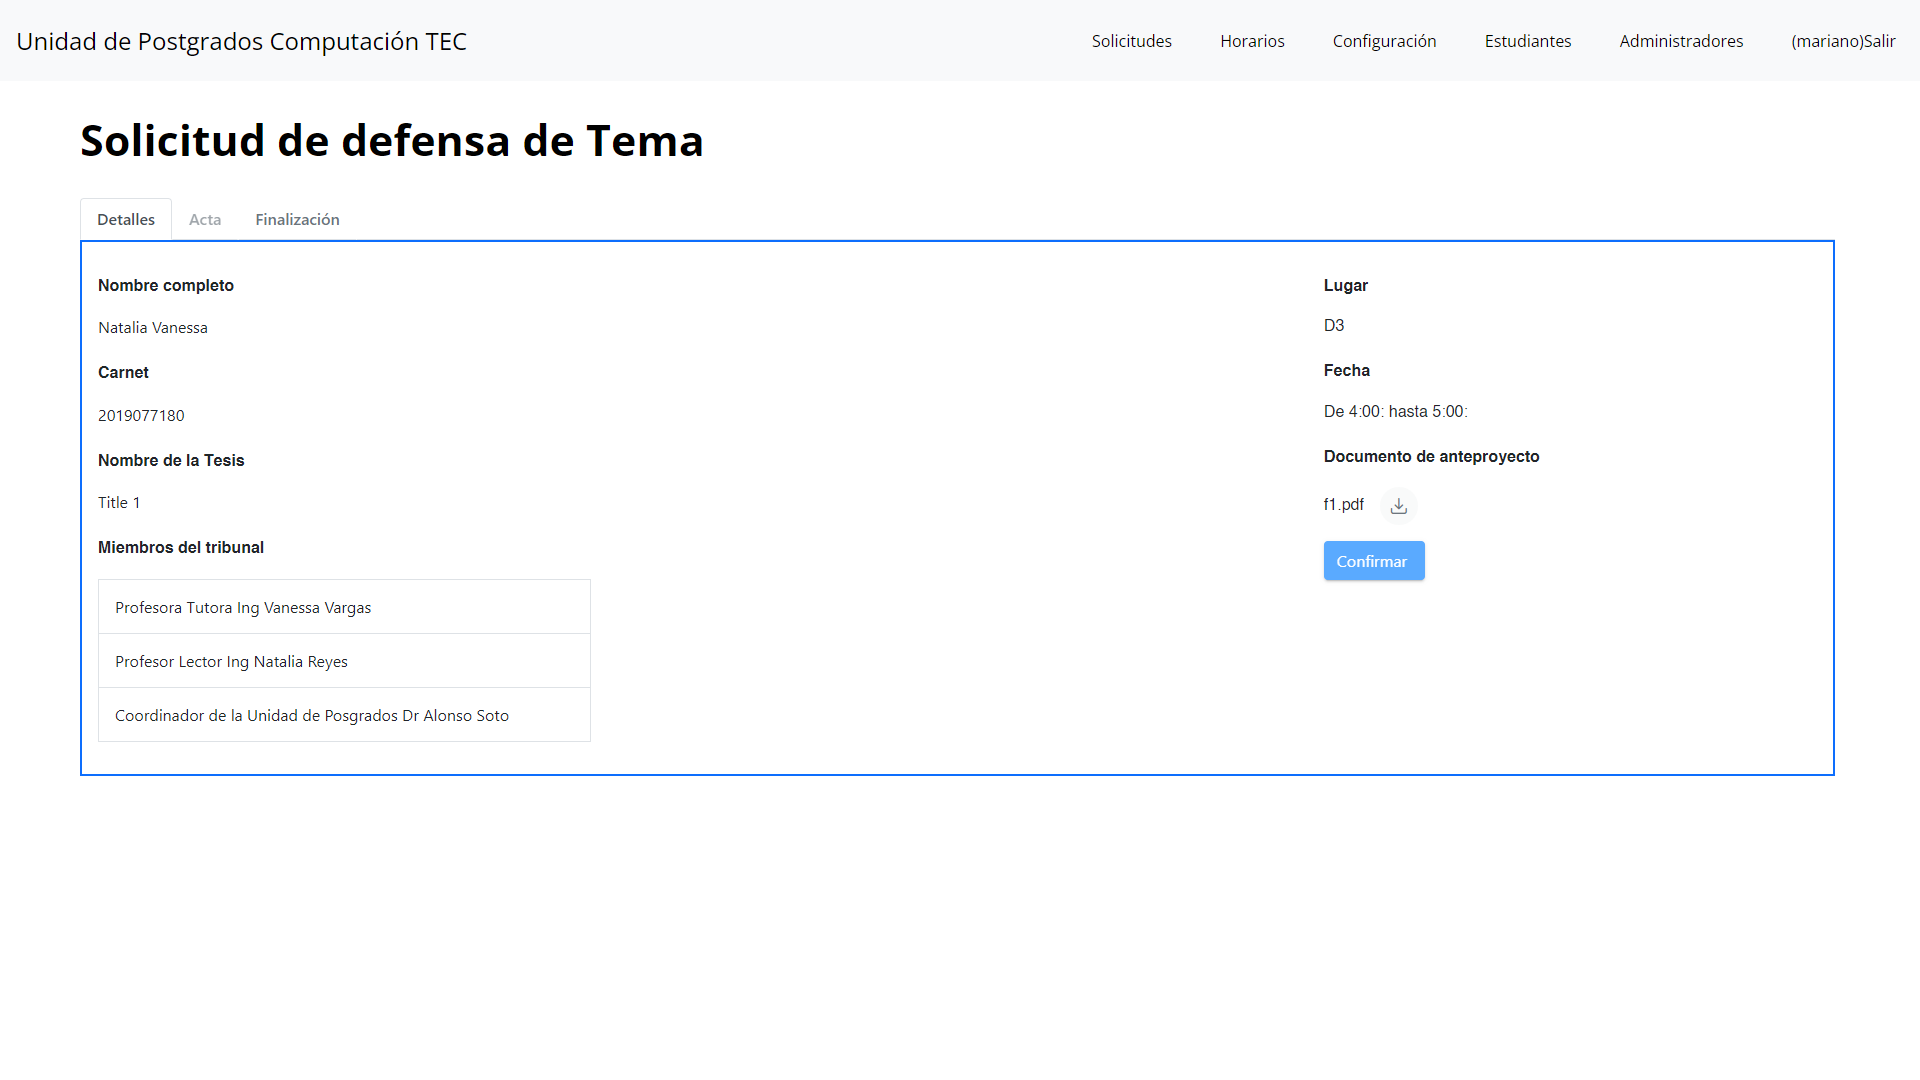 Unidad de Postgrados Computación TEC
Solicitudes
Horarios
Configuración
Estudiantes
Administradores
(mariano)Salir
Solicitud de defensa de Tema
Detalles
Acta
Finalización
Nombre completo
Natalia Vanessa
Carnet
2019077180
Nombre de la Tesis
Title 1
Miembros del tribunal
Profesora Tutora Ing Vanessa Vargas
Profesor Lector Ing Natalia Reyes
Coordinador de la Unidad de Posgrados Dr Alonso Soto
Lugar
D3
Fecha
De 4:00: hasta 5:00:
Documento de anteproyecto
f1.pdf
Confirmar